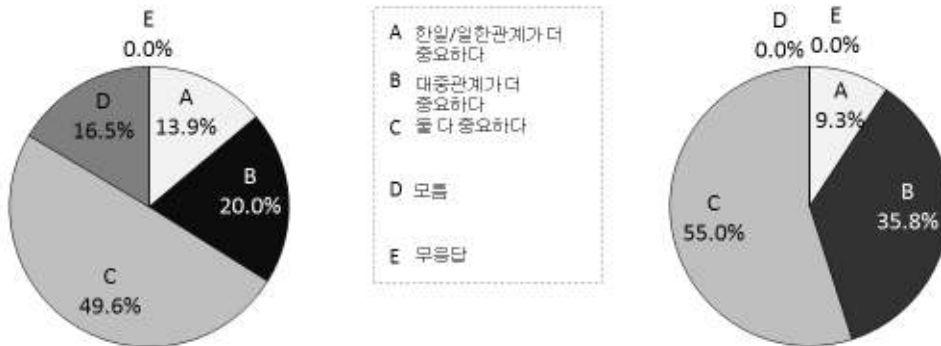 E
0.0%
A
13.9%
B
20.0%
C
49.6%
D
16.5%
A 한일/일한관계가 더
중요하다
B 대중관계가 더
중요하다
C 둘 다 중요하다
D 모름
E 무응답
D
0.0%
E
0.0%
A
9.3%
B
35.8%
C
55.0%